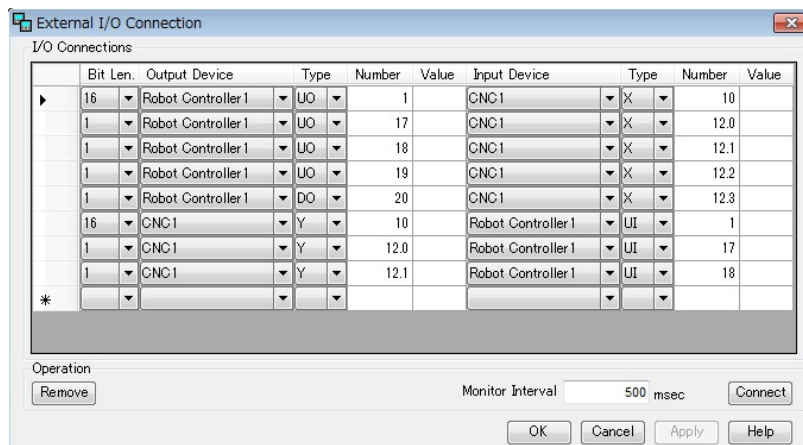 External I/O Connection
I/O Connections
Bit Len. Output Device Type Number Value Input Device Type Number Value
16 Robot Controller1 UO 1 CNC1 X 10
1 Robot Controller1 UO 17 CNC1 X 12.0
1 Robot Controller1 UO 18 CNC1 X 12.1
1 Robot Controller1 UO 19 CNC1 X 12.2
1 Robot Controller1 DO 20 CNC1 X 12.3
16 CNC1 Y 10 Robot Controller1 UI 1
1 CNC1 Y 12.0 Robot Controller1 UI 17
1 CNC1 Y 12.1 Robot Controller1 UI 18
Operation
Remove Monitor Interval 500 msec Connect
OK Cancel Apply Help